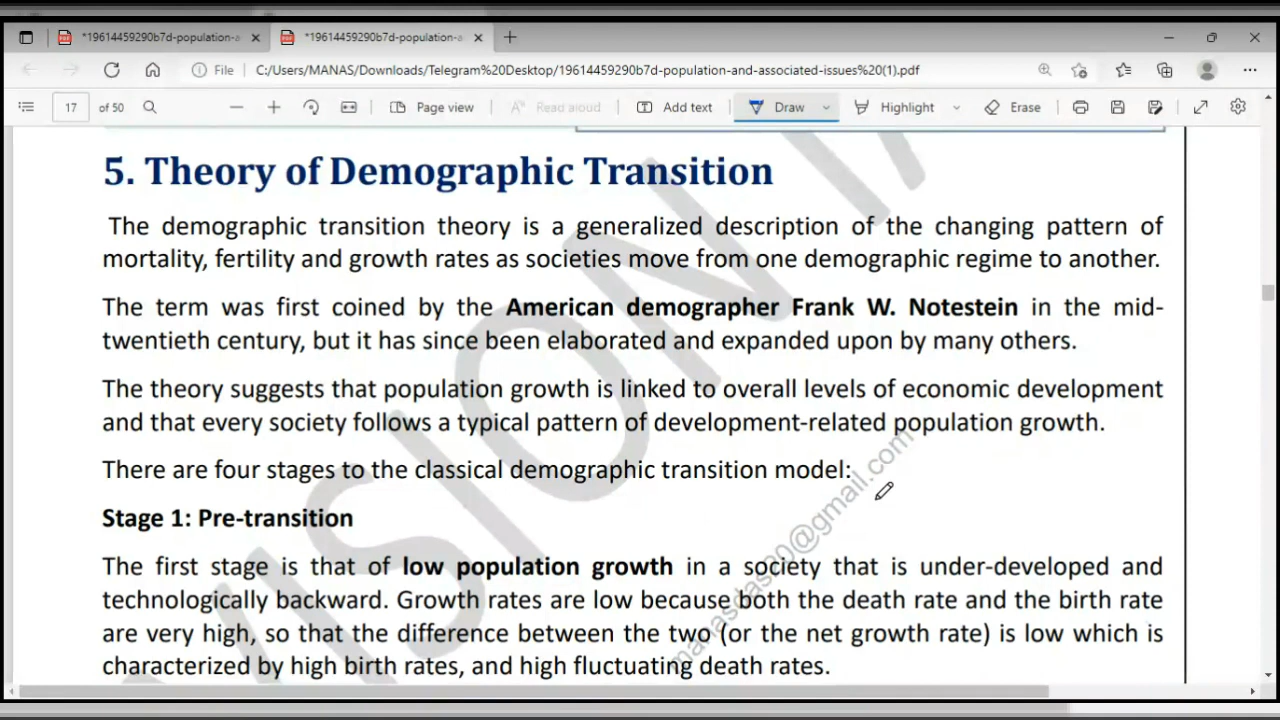 *19614459290b7d-population-a
*19614459290b7d-population-a
File C:/Users/MANAS/Downloads/Telegram%20Desktop/19614459290b7d-population-and-associated-issues%20(1).pdf
17 of 50 Page view Read aloud Add text Draw Highlight Erase
5. Theory of Demographic Transition
The demographic transition theory is a generalized description of the changing pattern of
mortality, fertility and growth rates as societies move from one demographic regime to another.
The term was first coined by the American demographer Frank W. Notestein in the mid-
twentieth century, but it has since been elaborated and expanded upon by many others.
The theory suggests that population growth is linked to overall levels of economic development
and that every society follows a typical pattern of development-related population growth.
There are four stages to the classical demographic transition model:
Stage 1: Pre-transition
The first stage is that of low population growth in a society that is under-developed and
technologically backward. Growth rates are low because both the death rate and the birth rate
are very high, so that the difference between the two (or the net growth rate) is low which is
characterized by high birth rates, and high fluctuating death rates.
VISION IA